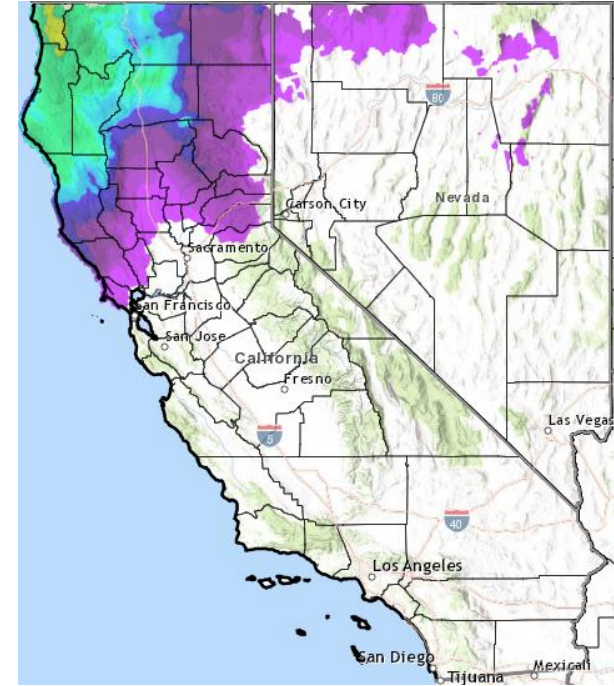 80
Nevada
Carson City
Sacramento
San Francisco
San Jose
California
Fresno
Las Vegas
5
40
Los Angeles
San Diego
Tijuana
Mexicali